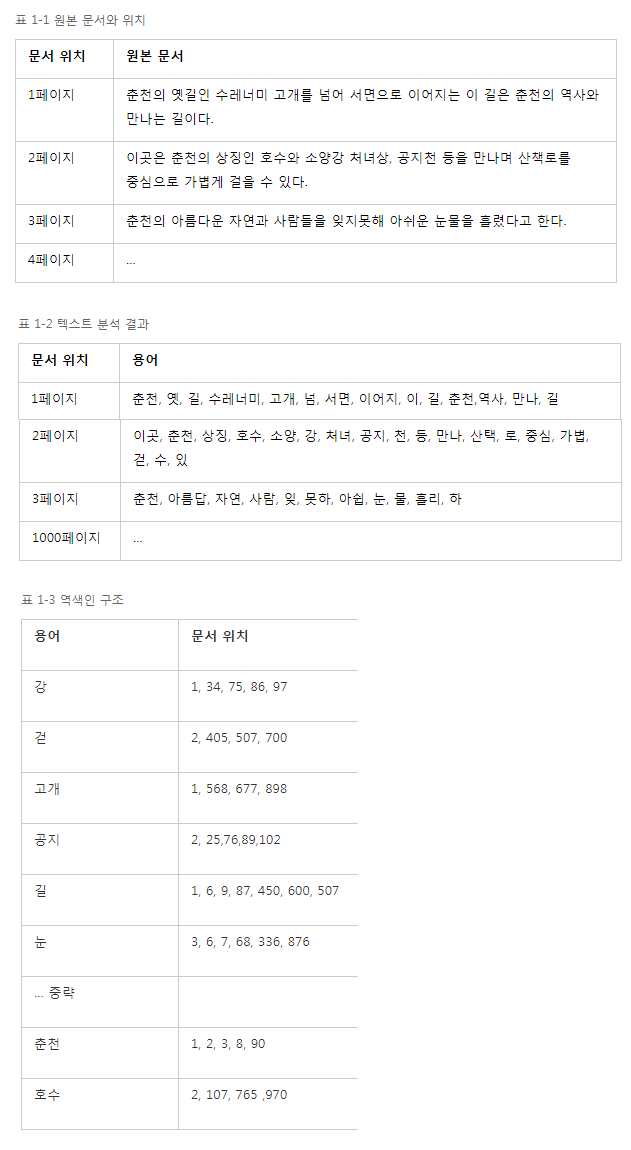 표 1-1 원본 문서와 위치
문서 위치 원본 문서
1페이지 춘천의 옛길인 수레너미 고개를 넘어 서면으로 이어지는 이 길은 춘천의 역사와
만나는 길이다.
2페이지 이곳은 춘천의 상징인 호수와 소양강 처녀상, 공지천 등을 만나며 산책로를
중심으로 가볍게 걸을 수 있다.
3페이지 춘천의 아름다운 자연과 사람들을 잊지못해 아쉬운 눈물을 흘렸다고 한다.
4페이지 ...
표 1-2 텍스트 분석 결과
문서 위치 용어
1페이지 춘천, 옛, 길, 수레너미, 고개, 넘, 서면, 이어지, 이, 길, 춘천,역사, 만나, 길
2페이지 이곳, 춘천, 상징, 호수, 소양, 강, 처녀, 공지, 천, 등, 만나, 산택, 로, 중심, 가볍,
걷, 수, 있
3페이지 춘천, 아름답, 자연, 사람, 잊, 못하, 아쉽, 눈, 물, 흘리, 하
1000페이지 ...
표 1-3 역색인 구조
용어 문서 위치
강 1, 34, 75, 86, 97
걷 2, 405, 507, 700
고개 1, 568, 677, 898
공지 2, 25,76,89,102
길 1, 6, 9, 87, 450, 600, 507
눈 3, 6, 7, 68, 336, 876
... 중략
춘천 1, 2, 3, 8, 90
호수 2, 107, 765 ,970